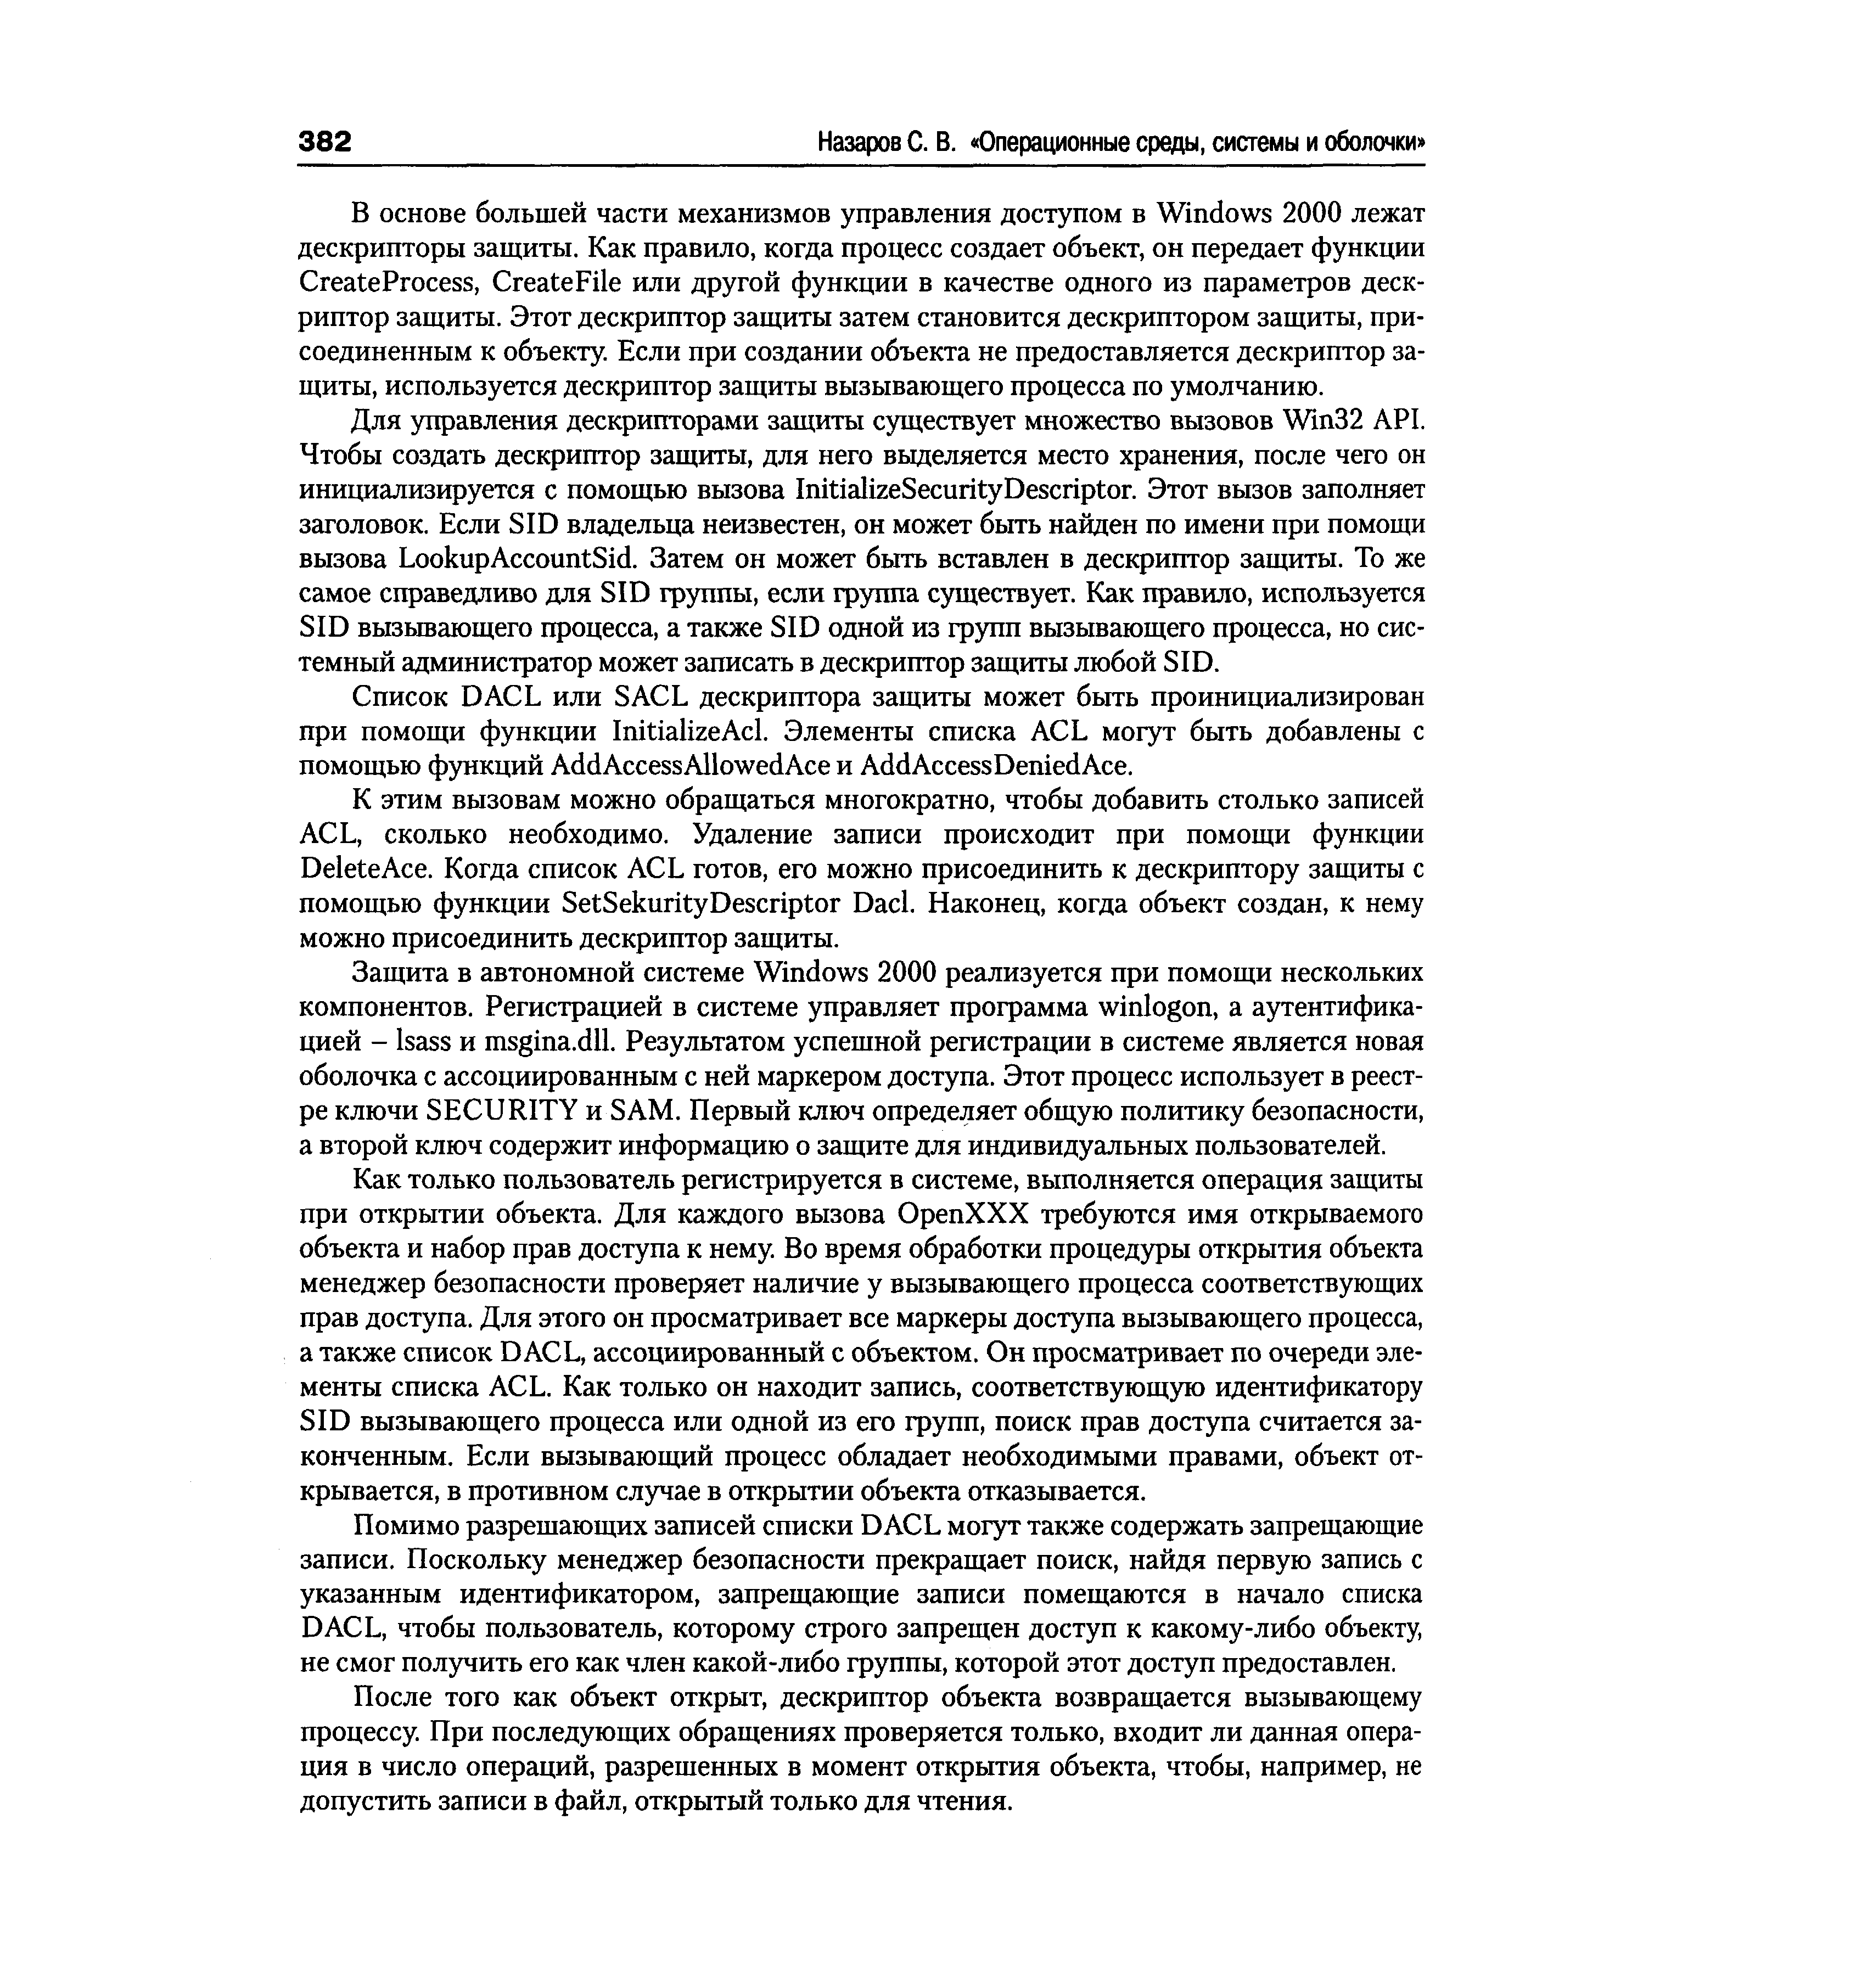 382 Назаров С. В. «Операционные среды, системы и оболочки»
В основе большей части механизмов управления доступом в Windows 2000 лежат
дескрипторы защиты. Как правило, когда процесс создает объект, он передает функции
CreateProcess, CreateFile или другой функции в качестве одного из параметров деск-
риптор защиты. Этот дескриптор защиты затем становится дескриптором защиты, при-
соединенным к объекту. Если при создании объекта не предоставляется дескриптор за-
щиты, используется дескриптор защиты вызывающего процесса по умолчанию.
Для управления дескрипторами защиты существует множество вызовов Win32 API.
Чтобы создать дескриптор защиты, для него выделяется место хранения, после чего он
инициализируется с помощью вызова InitializeSecurityDescriptor. Этот вызов заполняет
заголовок. Если SID владельца неизвестен, он может быть найден по имени при помощи
вызова LookupAccountSid. Затем он может быть вставлен в дескриптор защиты. То же
самое справедливо для SID группы, если группа существует. Как правило, используется
SID вызывающего процесса, а также SID одной из групп вызывающего процесса, но сис-
темный администратор может записать в дескриптор защиты любой SID.
Список DACL или SACL дескриптора защиты может быть проинициализирован
при помощи функции InitializeAcl. Элементы списка ACL могут быть добавлены с
помощью функций AddAccessAllowedAce и AddAccessDeniedAce.
К этим вызовам можно обращаться многократно, чтобы добавить столько записей
ACL, сколько необходимо. Удаление записи происходит при помощи функции
DeleteAce. Когда список ACL готов, его можно присоединить к дескриптору защиты с
помощью функции SetSekurityDescriptor Dacl. Наконец, когда объект создан, к нему
можно присоединить дескриптор защиты.
Защита в автономной системе Windows 2000 реализуется при помощи нескольких
компонентов. Регистрацией в системе управляет программа winlogon, а аутентифика-
цией – lsass и msgina.dll. Результатом успешной регистрации в системе является новая
оболочка с ассоциированным с ней маркером доступа. Этот процесс использует в реест-
ре ключи SECURITY и SAM. Первый ключ определяет общую политику безопасности,
а второй ключ содержит информацию о защите для индивидуальных пользователей.
Как только пользователь регистрируется в системе, выполняется операция защиты
при открытии объекта. Для каждого вызова OpenXXX требуются имя открываемого
объекта и набор прав доступа к нему. Во время обработки процедуры открытия объекта
менеджер безопасности проверяет наличие у вызывающего процесса соответствующих
прав доступа. Для этого он просматривает все маркеры доступа вызывающего процесса,
а также список DACL, ассоциированный с объектом. Он просматривает по очереди эле-
менты списка ACL. Как только он находит запись, соответствующую идентификатору
SID вызывающего процесса или одной из его групп, поиск прав доступа считается за-
конченным. Если вызывающий процесс обладает необходимыми правами, объект от-
крывается, в противном случае в открытии объекта отказывается.
Помимо разрешающих записей списки DACL могут также содержать запрещающие
записи. Поскольку менеджер безопасности прекращает поиск, найдя первую запись с
указанным идентификатором, запрещающие записи помещаются в начало списка
DACL, чтобы пользователь, которому строго запрещен доступ к какому-либо объекту,
не смог получить его как член какой-либо группы, которой этот доступ предоставлен.
После того как объект открыт, дескриптор объекта возвращается вызывающему
процессу. При последующих обращениях проверяется только, входит ли данная опера-
ция в число операций, разрешенных в момент открытия объекта, чтобы, например, не
допустить записи в файл, открытый только для чтения.